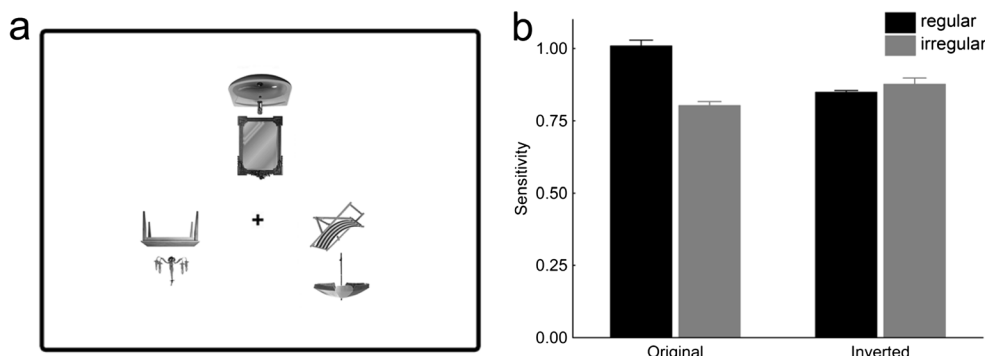 a
b
regular
irregular
Sensitivity
1.00
0.75
0.50
0.25
0.00
Original
Inverted